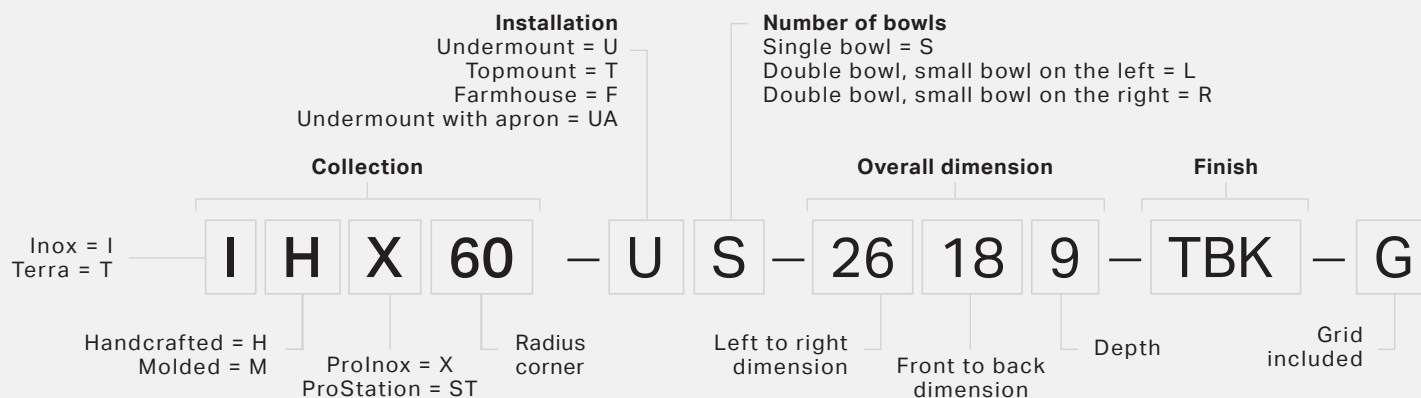 Installation
Undermount = U
Topmount = T
Farmhouse = F
Undermount with apron = UA
Number of bowls
Single bowl = S
Double bowl, small bowl on the left = L
Double bowl, small bowl on the right = R
Collection
Overall dimension
Finish
Inox = I
Terra = T
I H X 60 — U S — 26 18 9 — TBK — G
Handcrafted = H
Molded = M
ProInox = X
ProStation = ST
Radius
corner
Left to right
dimension
Front to back
dimension
Depth
Grid
included